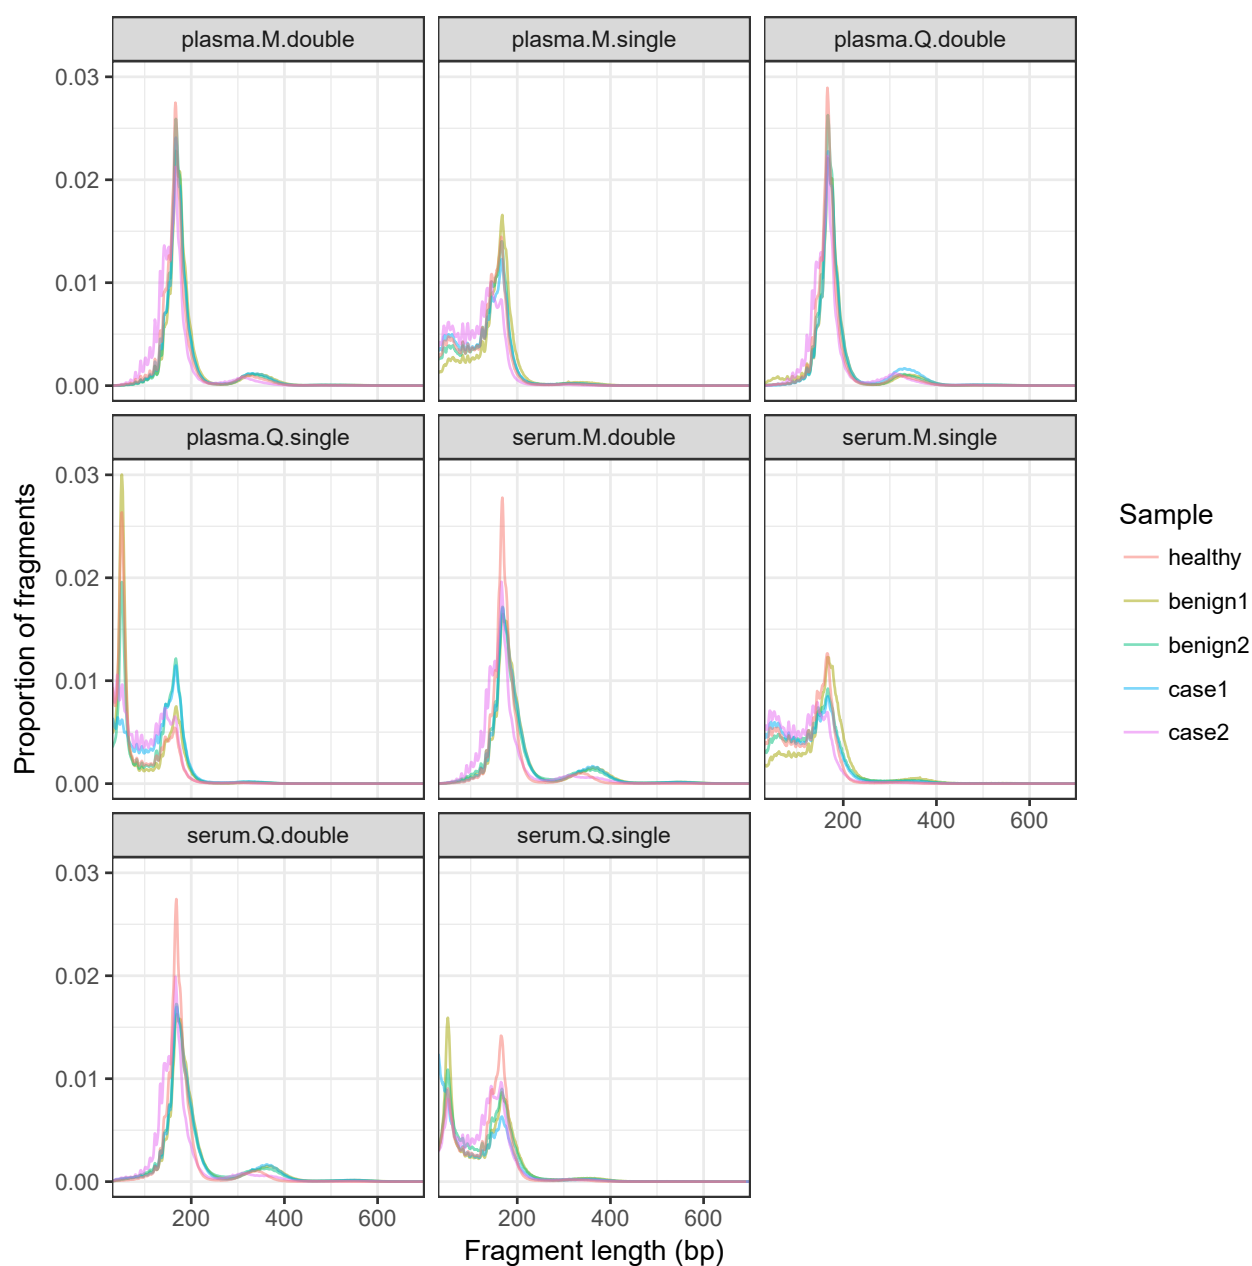 plasma.M.double
plasma.M.single
plasma.Q.double
0.03
0.02
0.01
0.00
plasma.Q.single
serum.M.double
serum.M.single
0.03
0.02
0.01
0.00
200 400 600
serum.Q.double
serum.Q.single
0.03
0.02
0.01
0.00
200 400 600
200 400 600
Fragment length (bp)
Proportion of fragments
Sample
healthy
benign1
benign2
case1
case2